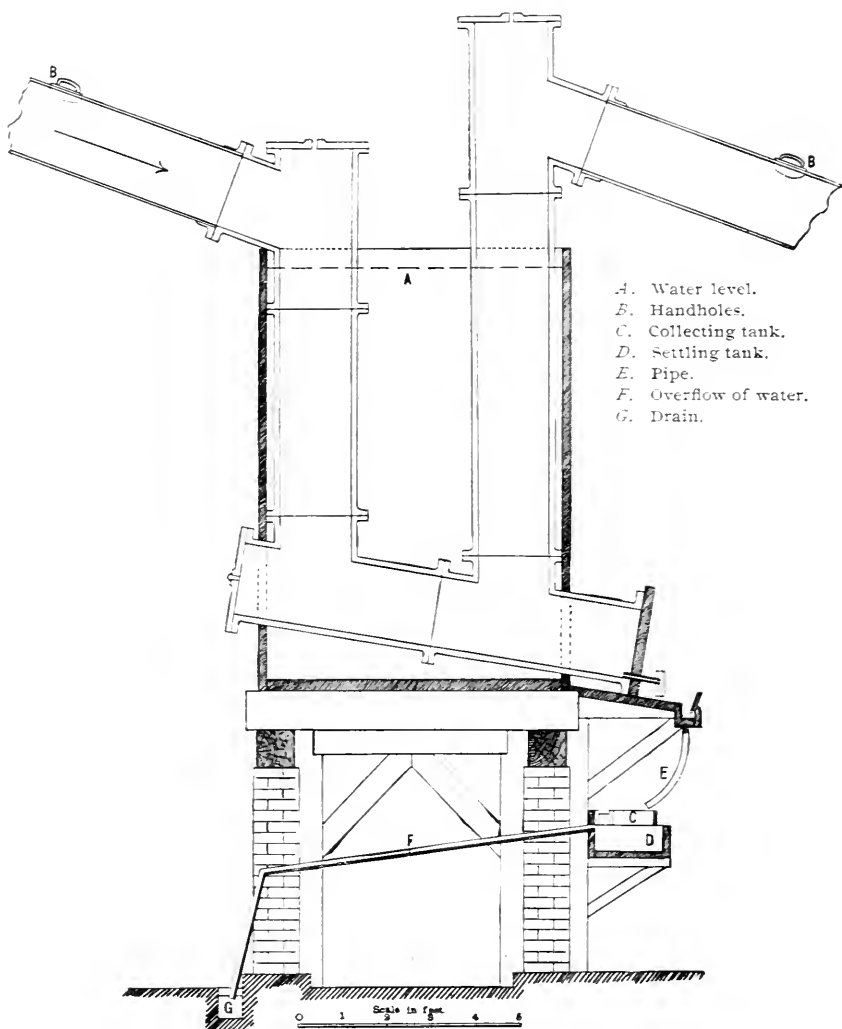 B
B
A
A. Water level.
B. Handholes.
C. Collecting tank.
D. Settling tank.
E. Pipe.
F. Overflow of water.
G. Drain.
E
C
F
D
G
Scale in feet
0 1 2 3 4 5